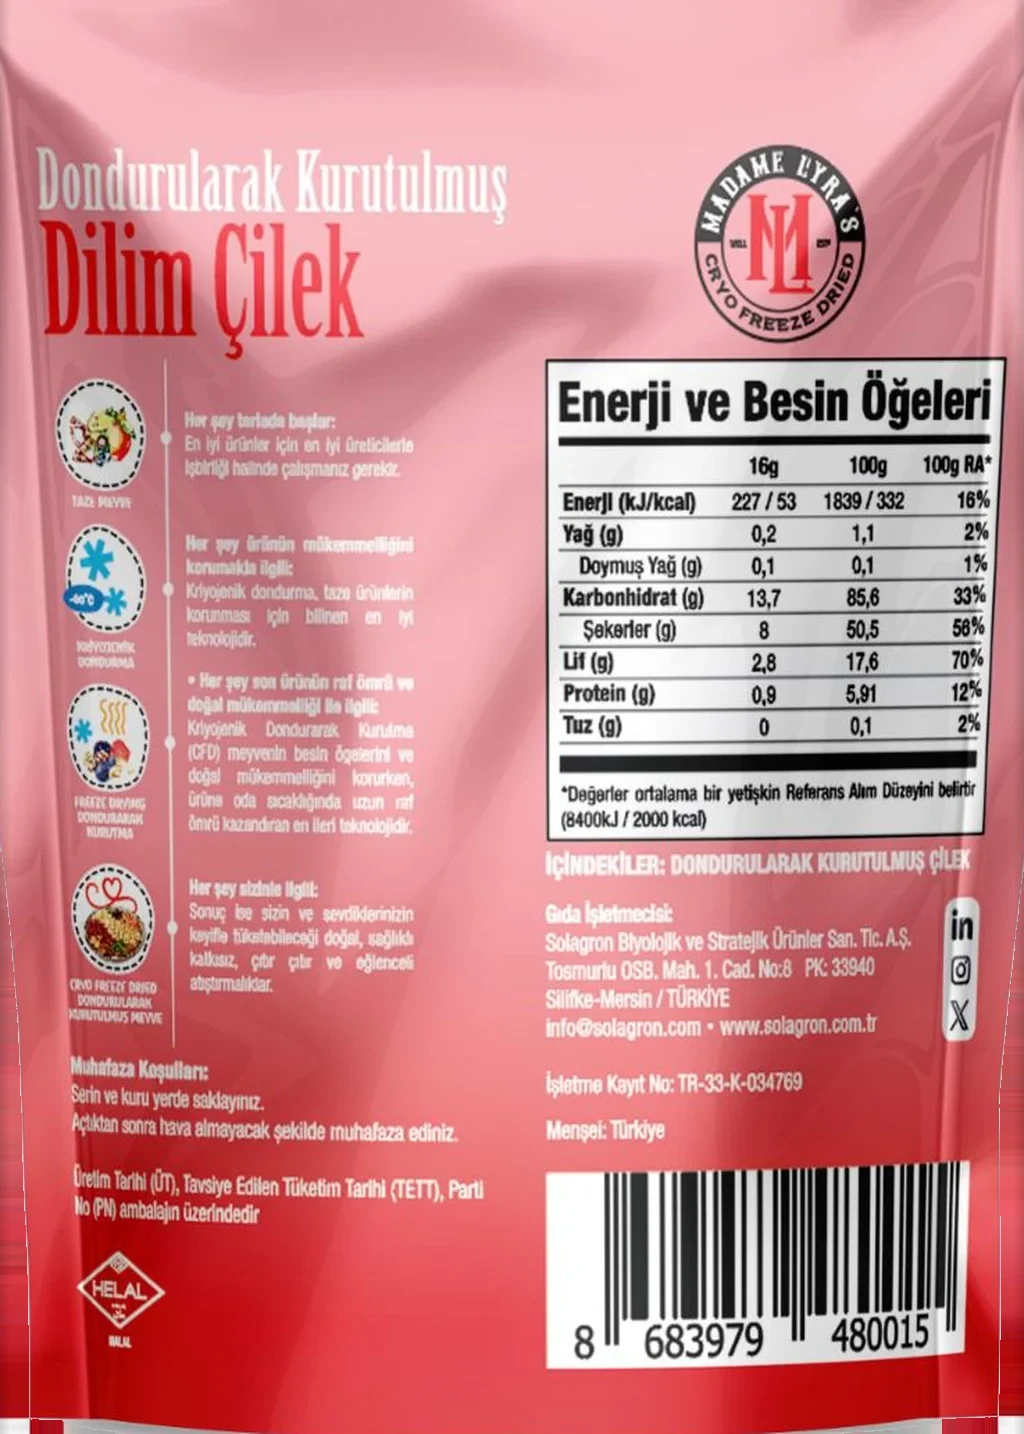 Dondurularak Kurutulmuş
Dilim Çilek
MADAME L'YRA'S
CRYO FREEZE DRIED
Her şey tarlada başlar:
En iyi ürünler için en iyi üreticilerle
işbirliği halinde çalışmanız gerekir.
TAZE MEYVE
Her şey ürünün mükemmelliğini
korumakla ilgili:
Kriyojenik dondurma, taze ürünlerin
korunması için bilinen en iyi
teknolojidir.
-60°C
KRİYOJENİK
DONDURMA
• Her şey son ürünün raf ömrü ve
doğal mükemmelliği ile ilgili:
Kriyojenik Dondurarak Kurutma
(CFD) meyvenin besin ögelerini ve
doğal mükemmelliğini korurken,
ürüne oda sıcaklığında uzun raf
ömrü kazandıran en ileri teknolojidir.
FREEZE DRYING
DONDURARAK
KURUTMA
Her şey sizinle ilgili:
Sonuç ise sizin ve sevdiklerinizin
keyifle tüketebileceği doğal, sağlıklı
katkısız, çıtır çıtır ve eğlenceli
atıştırmalıklar.
CRYO FREEZE DRIED
DONDURULARAK
KURUTULMUŞ MEYVE
Muhafaza Koşulları:
Serin ve kuru yerde saklayınız.
Açtıktan sonra hava almayacak şekilde muhafaza ediniz.
Üretim Tarihi (ÜT), Tavsiye Edilen Tüketim Tarihi (TETT), Parti
No (PN) ambalajın üzerindedir
HELAL
HALAL
Enerji ve Besin Öğeleri
16g 100g 100g RA*
Enerji (kJ/kcal) 227 / 53 1839 / 332 16%
Yağ (g) 0,2 1,1 2%
Doymuş Yağ (g) 0,1 0,1 1%
Karbonhidrat (g) 13,7 85,6 33%
Şekerler (g) 8 50,5 56%
Lif (g) 2,8 17,6 70%
Protein (g) 0,9 5,91 12%
Tuz (g) 0 0,1 2%
*Değerler ortalama bir yetişkin Referans Alım Düzeyini belirtir
(8400kJ / 2000 kcal)
İÇİNDEKİLER: DONDURULARAK KURUTULMUŞ ÇİLEK
Gıda İşletmecisi:
Solagron Biyolojik ve Stratejik Ürünler San. Tic. A.Ş.
Tosmurlu OSB. Mah. 1. Cad. No:8 PK: 33940
Silifke-Mersin / TÜRKİYE
info@solagron.com • www.solagron.com.tr
in
X
İşletme Kayıt No: TR-33-K-034769
Menşei: Türkiye
8 683979 480015